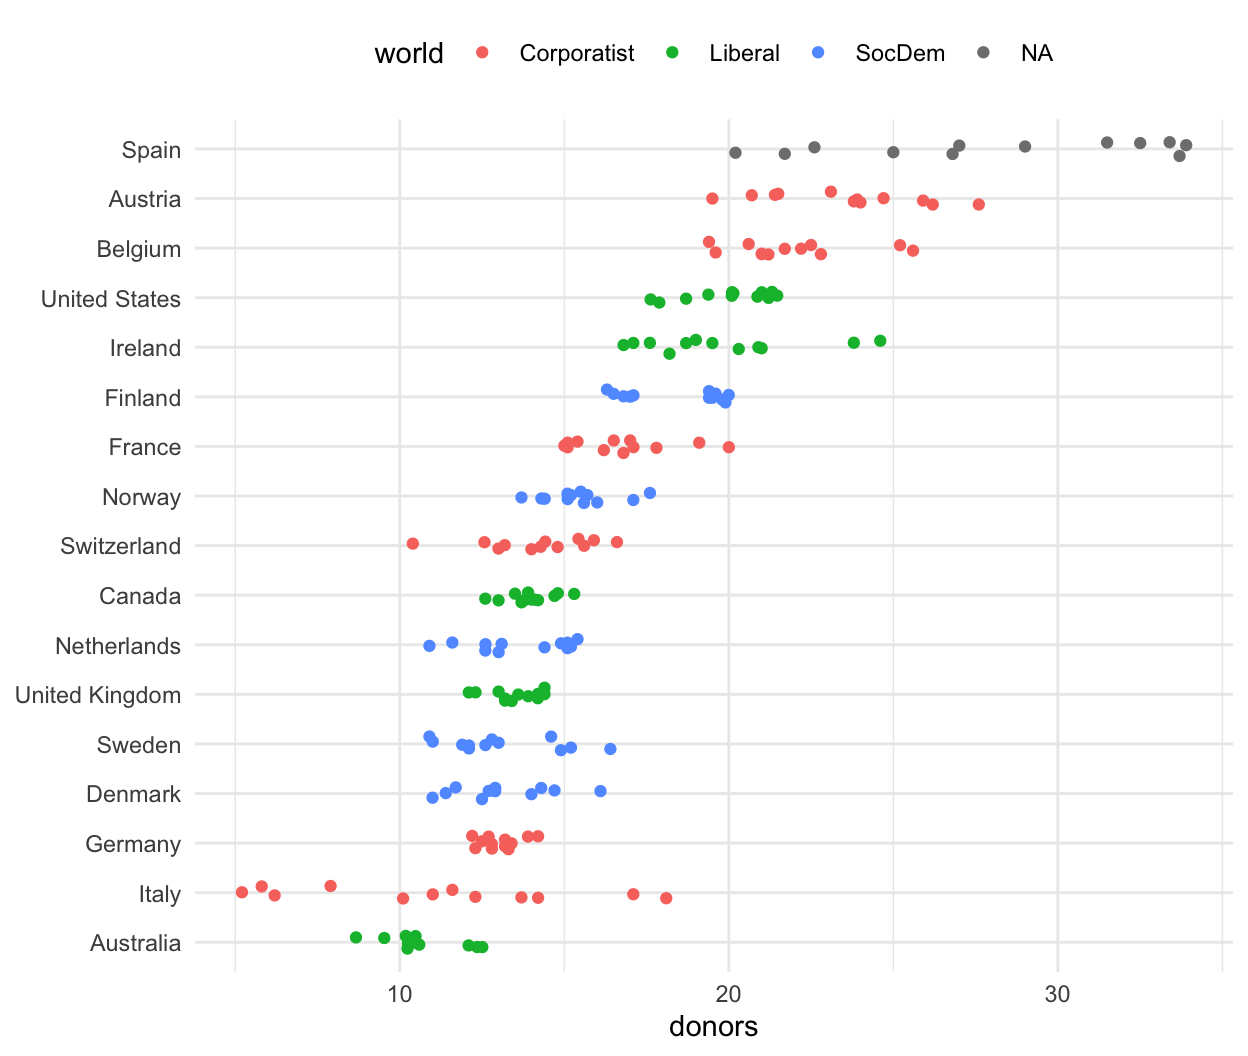 world Corporatist Liberal SocDem NA
Spain
Austria
Belgium
United States
Ireland
Finland
France
Norway
Switzerland
Canada
Netherlands
United Kingdom
Sweden
Denmark
Germany
Italy
Australia
10 20 30
donors